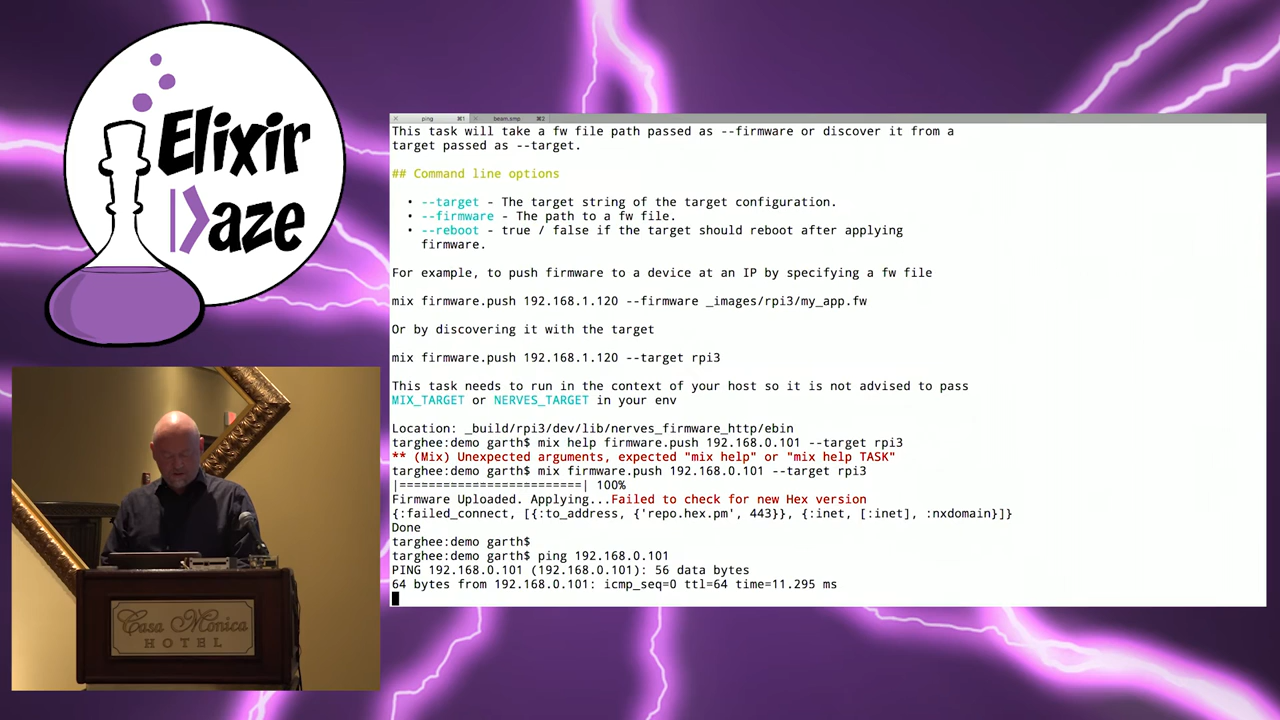 Elixir
Daze
Casa Monica
HOTEL
ping ⌘1 beam.smp ⌘2
This task will take a fw file path passed as --firmware or discover it from a
target passed as --target.
## Command line options
• --target - The target string of the target configuration.
• --firmware - The path to a fw file.
• --reboot - true / false if the target should reboot after applying
firmware.
For example, to push firmware to a device at an IP by specifying a fw file
mix firmware.push 192.168.1.120 --firmware _images/rpi3/my_app.fw
Or by discovering it with the target
mix firmware.push 192.168.1.120 --target rpi3
This task needs to run in the context of your host so it is not advised to pass
MIX_TARGET or NERVES_TARGET in your env
Location: _build/rpi3/dev/lib/nerves_firmware_http/ebin
targhee:demo garth$ mix help firmware.push 192.168.0.101 --target rpi3
** (Mix) Unexpected arguments, expected "mix help" or "mix help TASK"
targhee:demo garth$ mix firmware.push 192.168.0.101 --target rpi3
|=========================| 100%
Firmware Uploaded. Applying...Failed to check for new Hex version
{:failed_connect, [{:to_address, {'repo.hex.pm', 443}}, {:inet, [:inet], :nxdomain}]}
Done
targhee:demo garth$
targhee:demo garth$ ping 192.168.0.101
PING 192.168.0.101 (192.168.0.101): 56 data bytes
64 bytes from 192.168.0.101: icmp_seq=0 ttl=64 time=11.295 ms